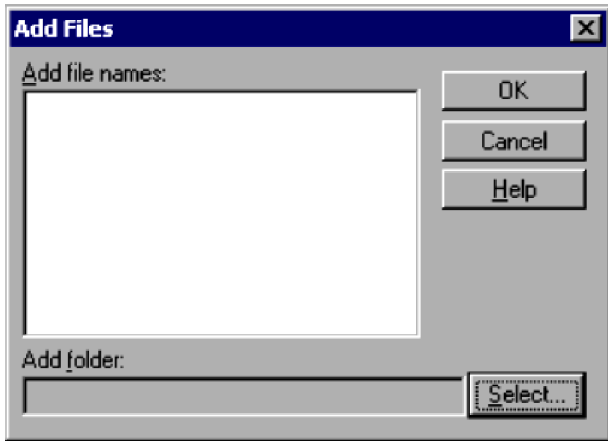 Add Files
Add file names:
OK
Cancel
Help
Add folder:
Select...